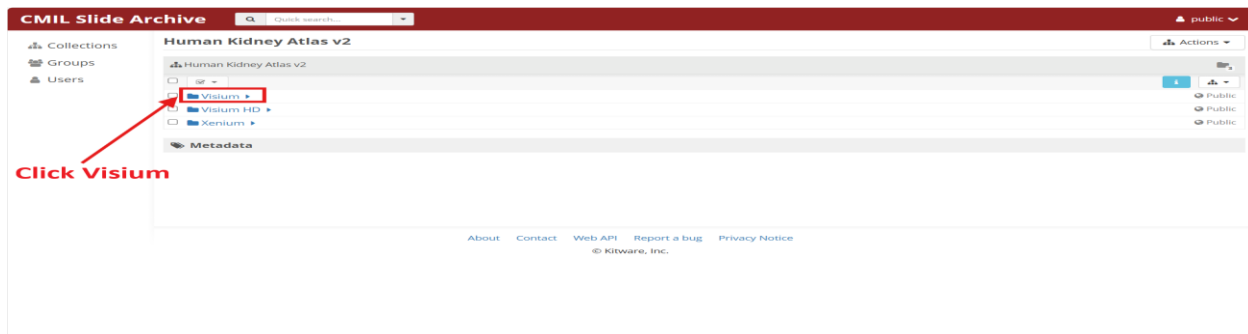 CMIL Slide Archive
Quick search...
public
Collections
Groups
Users
Human Kidney Atlas v2
Actions
Human Kidney Atlas v2
Visium
Public
Visium HD
Public
Xenium
Public
Metadata
Click Visium
About Contact Web API Report a bug Privacy Notice
© Kitware, Inc.